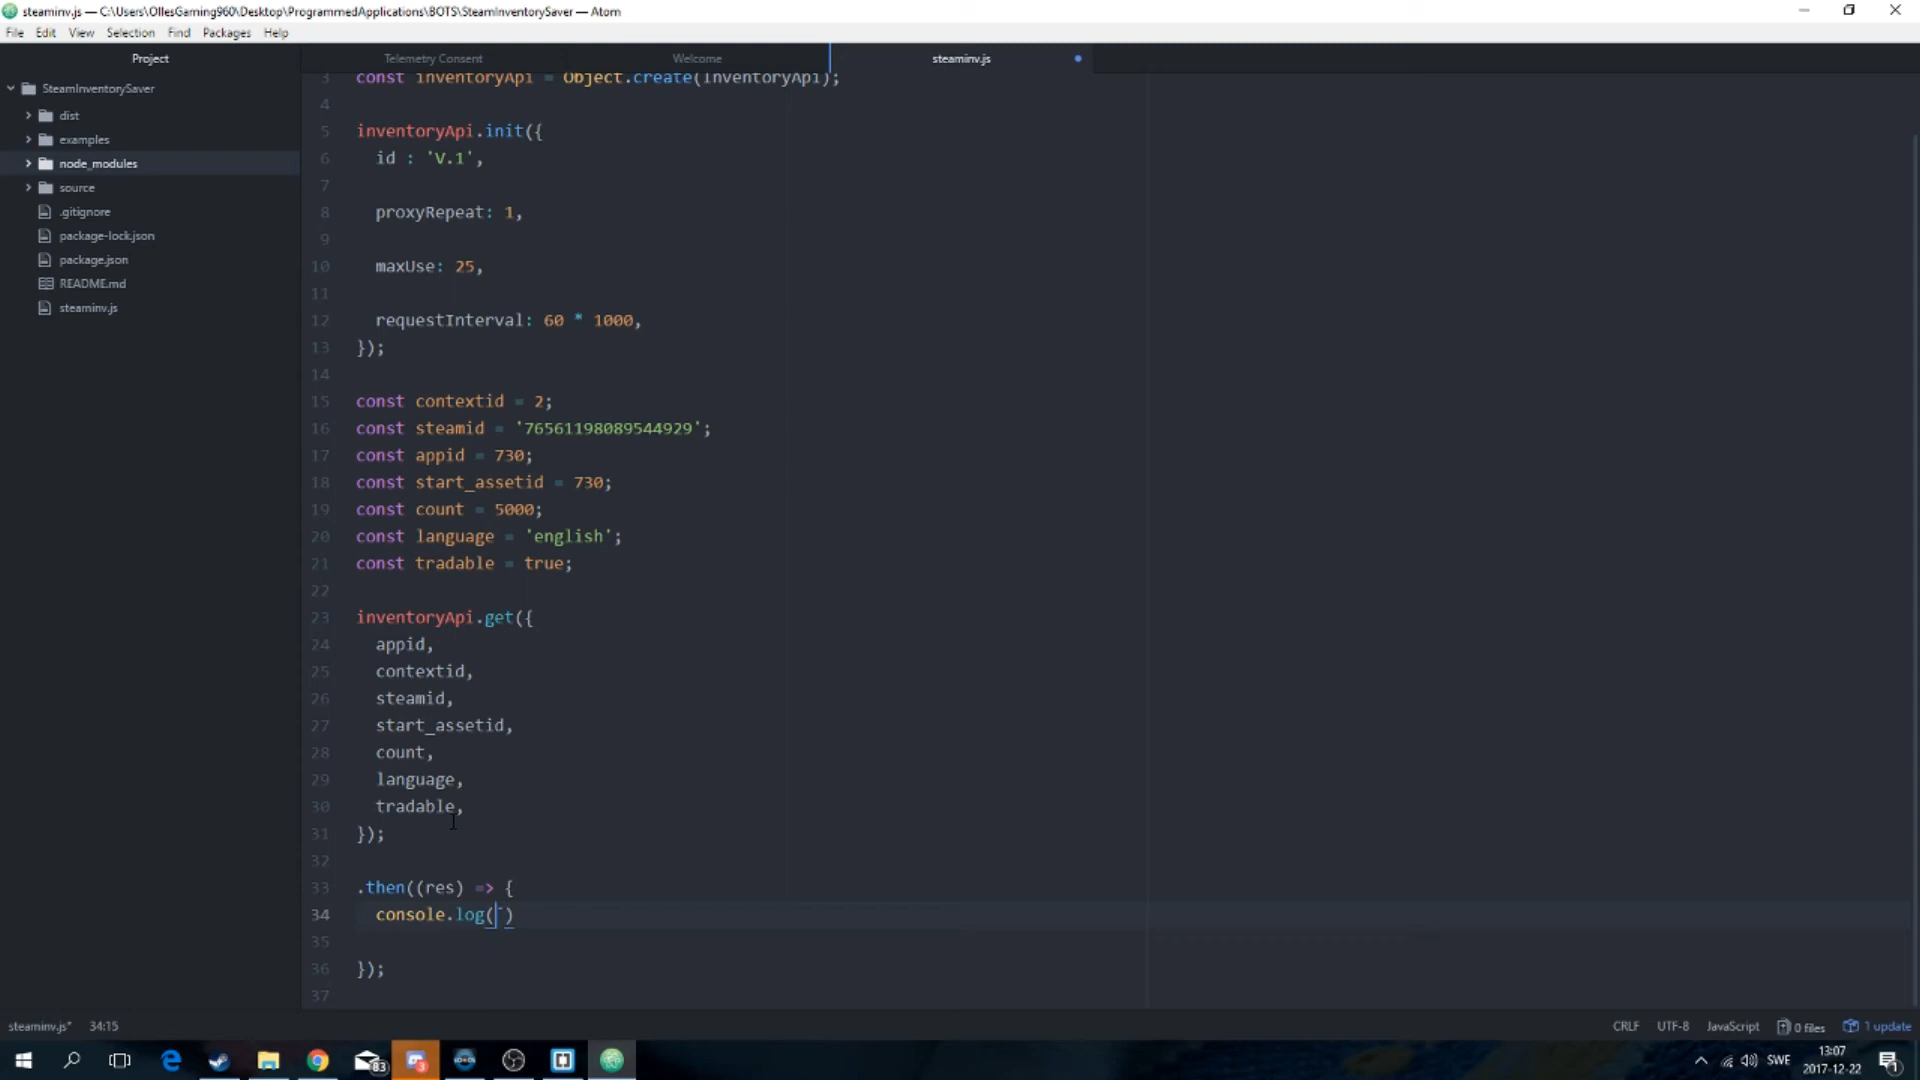 steaminv.js — C:\Users\OllesGaming960\Desktop\ProgrammedApplications\BOTS\SteamInventorySaver — Atom
File Edit View Selection Find Packages Help
Project
Telemetry Consent
Welcome
steaminv.js
SteamInventorySaver
dist
examples
node_modules
source
.gitignore
package-lock.json
package.json
README.md
steaminv.js
3 const inventoryApi = Object.create(InventoryApi);
4
5 inventoryApi.init({
6 id : 'V.1',
7
8 proxyRepeat: 1,
9
10 maxUse: 25,
11
12 requestInterval: 60 * 1000,
13 });
14
15 const contextid = 2;
16 const steamid = '76561198089544929';
17 const appid = 730;
18 const start_assetid = 730;
19 const count = 5000;
20 const language = 'english';
21 const tradable = true;
22
23 inventoryApi.get({
24 appid,
25 contextid,
26 steamid,
27 start_assetid,
28 count,
29 language,
30 tradable,
31 });
32
33 .then((res) => {
34 console.log(`)
35
36 });
37
steaminv.js* 34:15
CRLF UTF-8 JavaScript 0 files 1 update
83
3
SWE
13:07
2017-12-22
1